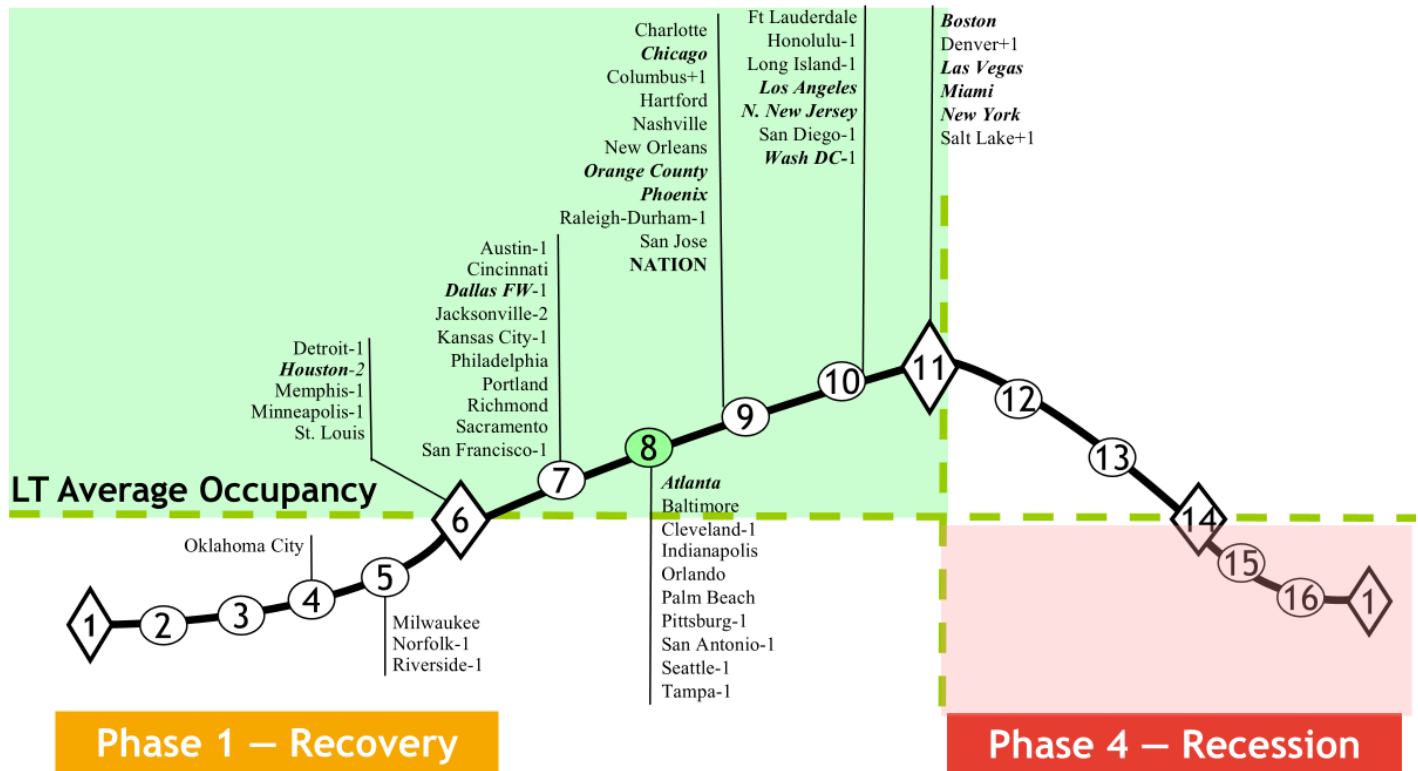 Charlotte
Chicago
Columbus+1
Hartford
Nashville
New Orleans
Orange County
Phoenix
Raleigh-Durham-1
San Jose
NATION
Ft Lauderdale
Honolulu-1
Long Island-1
Los Angeles
N. New Jersey
San Diego-1
Wash DC-1
Boston
Denver+1
Las Vegas
Miami
New York
Salt Lake+1
Austin-1
Cincinnati
Dallas FW-1
Jacksonville-2
Kansas City-1
Philadelphia
Portland
Richmond
Sacramento
San Francisco-1
Detroit-1
Houston-2
Memphis-1
Minneapolis-1
St. Louis
LT Average Occupancy
Oklahoma City
Milwaukee
Norfolk-1
Riverside-1
Atlanta
Baltimore
Cleveland-1
Indianapolis
Orlando
Palm Beach
Pittsburg-1
San Antonio-1
Seattle-1
Tampa-1
1
2
3
4
5
6
7
8
9
10
11
12
13
14
15
16
1
Phase 1 – Recovery
Phase 4 – Recession